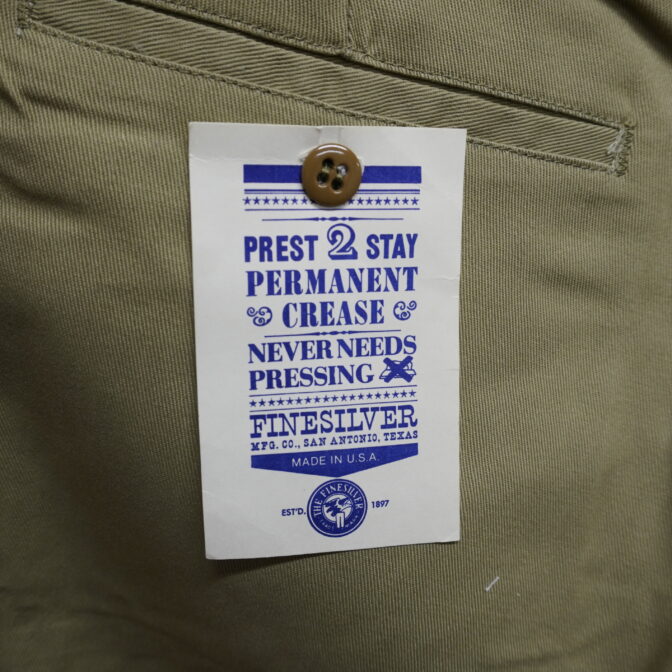 PREST 2 STAY
PERMANENT
CREASE
NEVER NEEDS
PRESSING
FINESILVER
MFG. CO., SAN ANTONIO, TEXAS
MADE IN U.S.A.
EST'D. 1897
THE FINESILVER